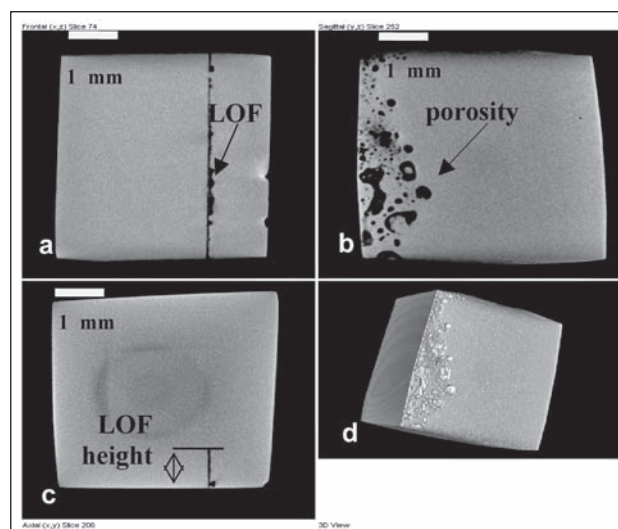 Frontal (x,z) Slice 74
Sagittal (y,z) Slice 252
1 mm
LOF
a
1 mm
porosity
b
1 mm
LOF
height
c
d
Axial (x,y) Slice 206
3D View